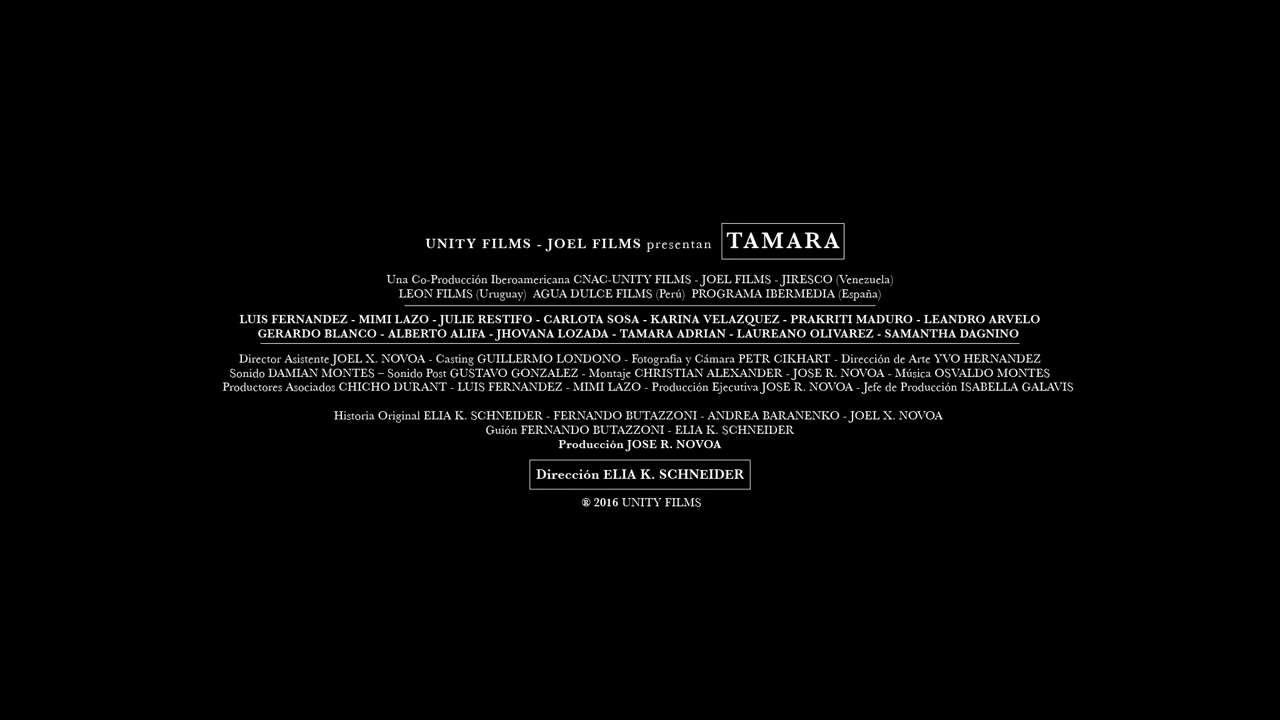 UNITY FILMS - JOEL FILMS presentan TAMARA
Una Co-Producción Iberoamericana CNAC-UNITY FILMS - JOEL FILMS - JIRESCO (Venezuela)
LEON FILMS (Uruguay) AGUA DULCE FILMS (Perú) PROGRAMA IBERMEDIA (España)
LUIS FERNANDEZ - MIMI LAZO - JULIE RESTIFO - CARLOTA SOSA - KARINA VELAZQUEZ - PRAKRITI MADURO - LEANDRO ARVELO
GERARDO BLANCO - ALBERTO ALIFA - JHOVANA LOZADA - TAMARA ADRIAN - LAUREANO OLIVAREZ - SAMANTHA DAGNINO
Director Asistente JOEL X. NOVOA - Casting GUILLERMO LONDONO - Fotografia y Cámara PETR CIKHART - Dirección de Arte YVO HERNANDEZ
Sonido DAMIAN MONTES – Sonido Post GUSTAVO GONZALEZ - Montaje CHRISTIAN ALEXANDER - JOSE R. NOVOA - Música OSVALDO MONTES
Productores Asociados CHICHO DURANT - LUIS FERNANDEZ - MIMI LAZO - Producción Ejecutiva JOSE R. NOVOA - Jefe de Producción ISABELLA GALAVIS
Historia Original ELIA K. SCHNEIDER - FERNANDO BUTAZZONI - ANDREA BARANENKO - JOEL X. NOVOA
Guión FERNANDO BUTAZZONI - ELIA K. SCHNEIDER
Producción JOSE R. NOVOA
Dirección ELIA K. SCHNEIDER
® 2016 UNITY FILMS